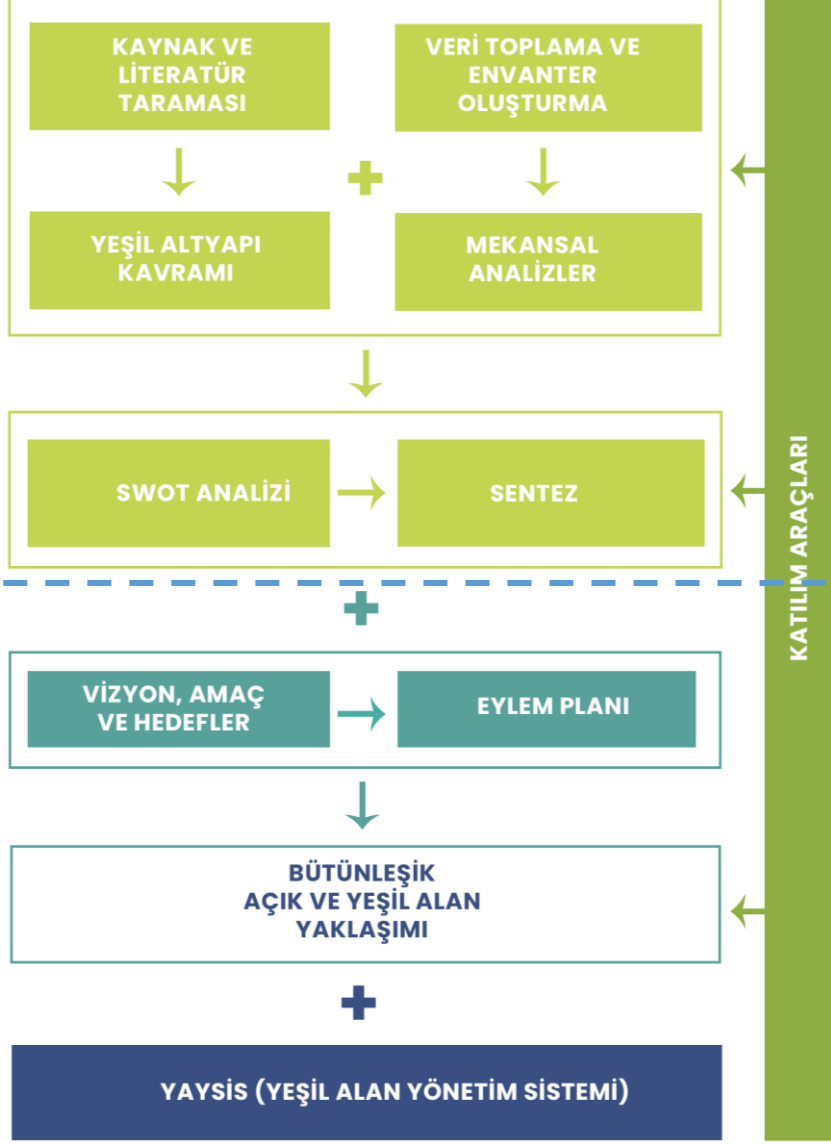 KAYNAK VE
LİTERATÜR
TARAMASI
VERİ TOPLAMA VE
ENVANTER
OLUŞTURMA
YEŞİL ALTYAPI
KAVRAMI
MEKANSAL
ANALİZLER
SWOT ANALİZİ
SENTEZ
KATILIM ARAÇLARI
VİZYON, AMAÇ
VE HEDEFLER
EYLEM PLANI
BÜTÜNLEŞİK
AÇIK VE YEŞİL ALAN
YAKLAŞIMI
YAYSİS (YEŞİL ALAN YÖNETİM SİSTEMİ)